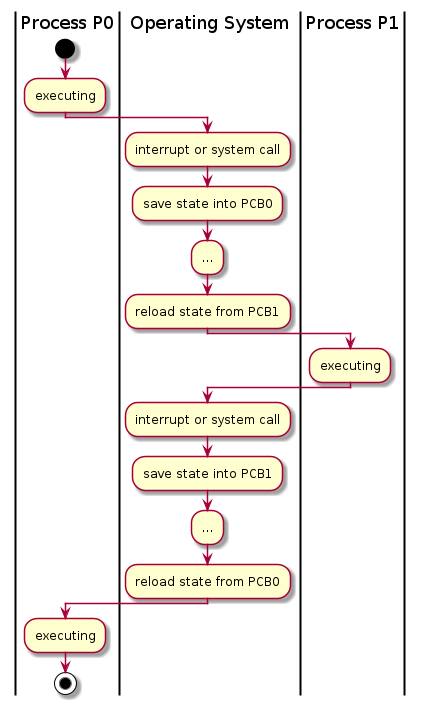 Process P0 Operating System Process P1
executing
interrupt or system call
save state into PCB0
...
reload state from PCB1
executing
interrupt or system call
save state into PCB1
...
reload state from PCB0
executing